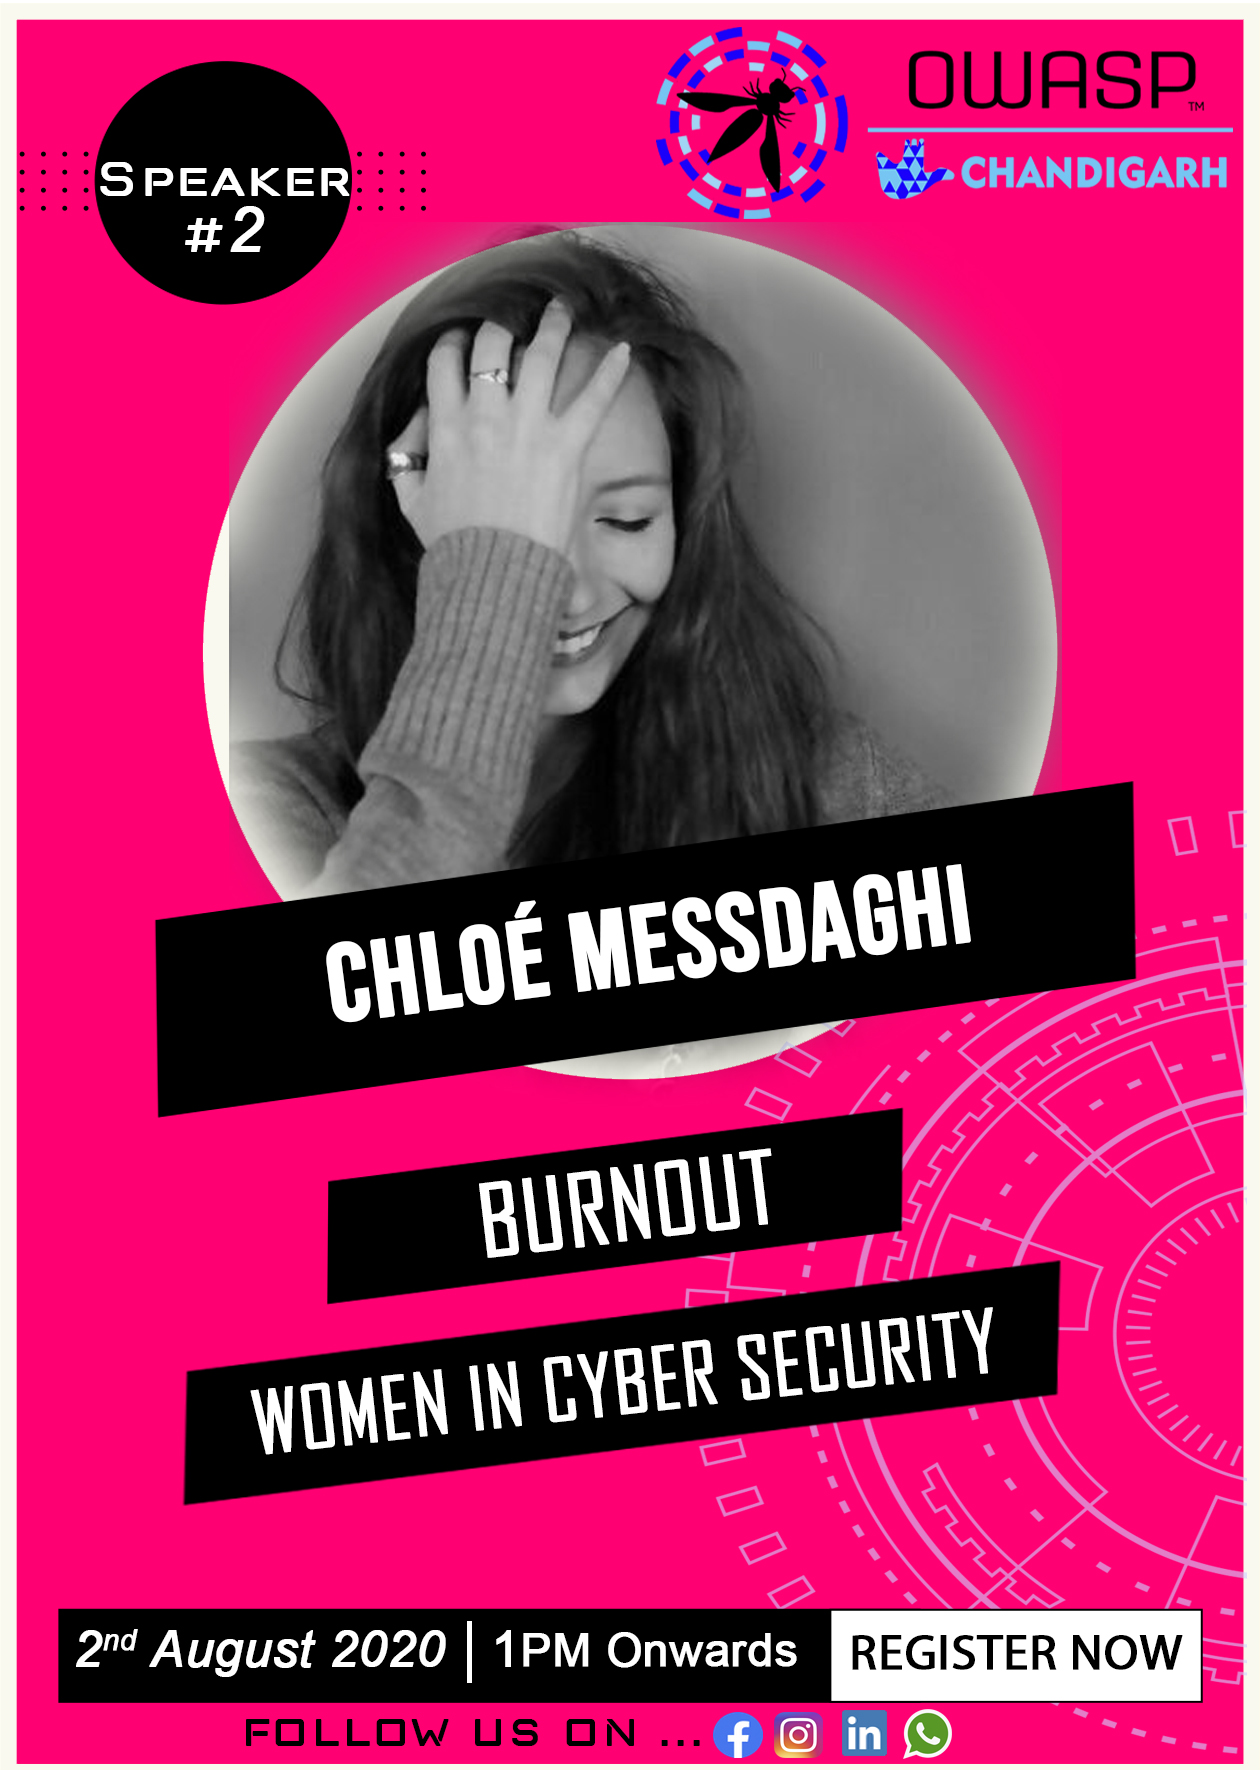 SPEAKER
#2
OWASP™
CHANDIGARH
CHLOÉ MESSDAGHI
BURNOUT
WOMEN IN CYBER SECURITY
2nd August 2020 | 1PM Onwards
REGISTER NOW
FOLLOW US ON ...